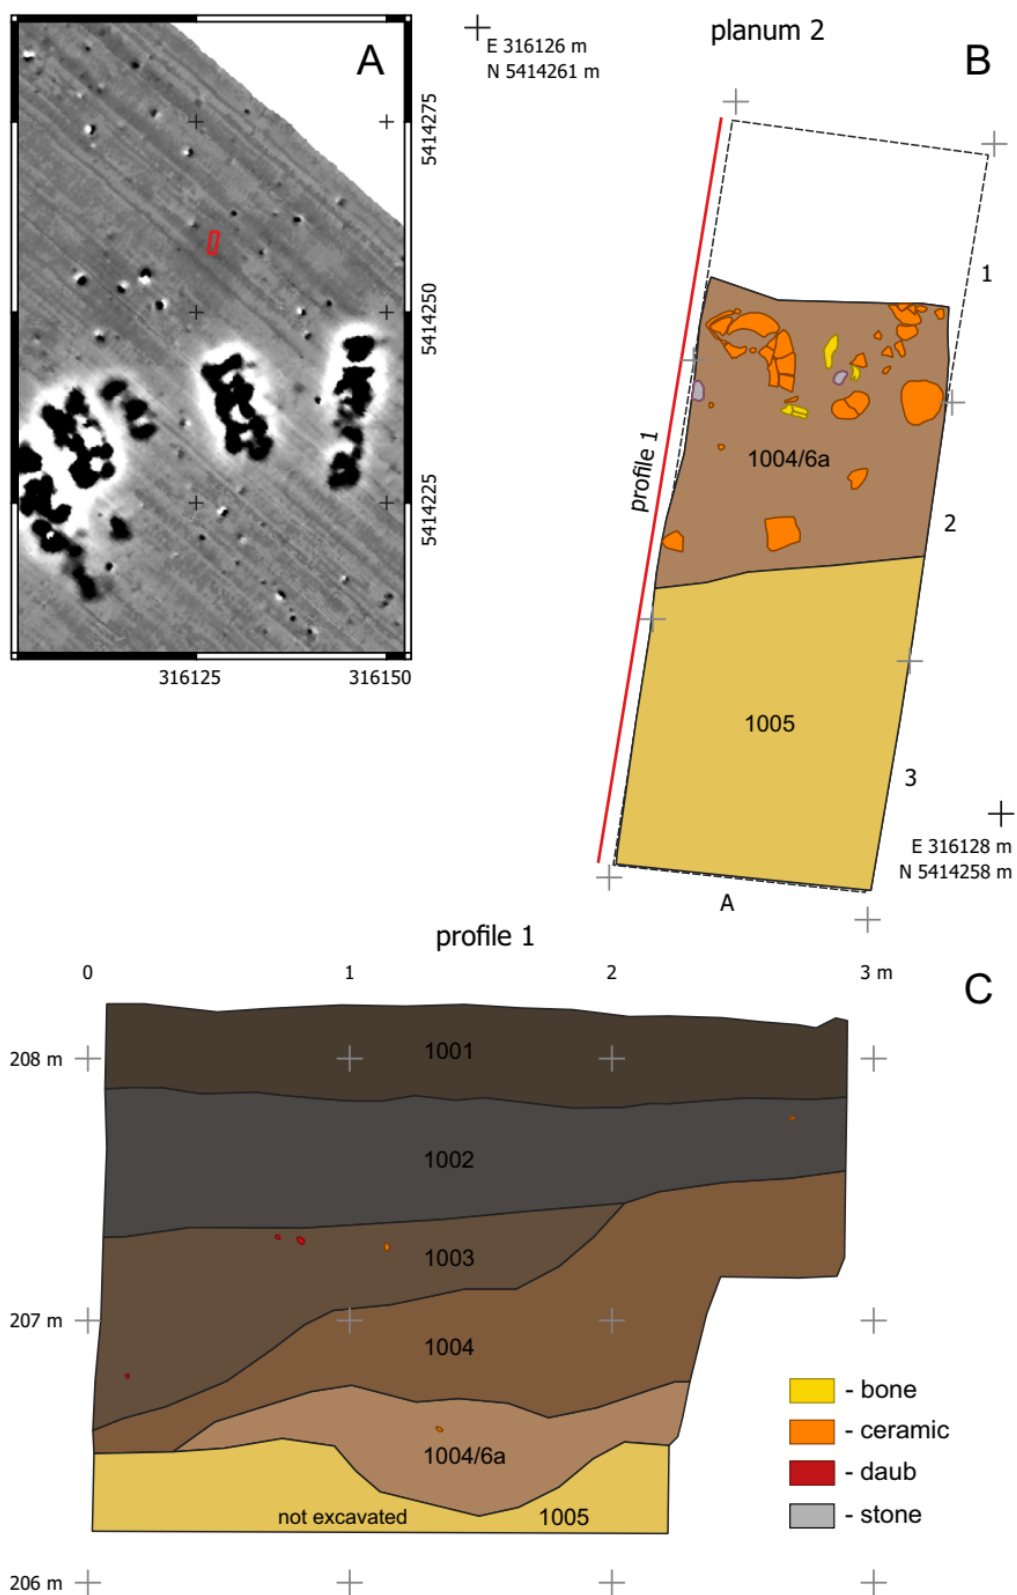 A
5414275
5414250
5414225
316125
316150
E 316126 m
N 5414261 m
planum 2
B
1
profile 1
1004/6a
2
1005
3
E 316128 m
N 5414258 m
A
profile 1
0
1
2
3 m
C
208 m
1001
1002
1003
207 m
1004
1004/6a
not excavated
1005
206 m
- bone
- ceramic
- daub
- stone